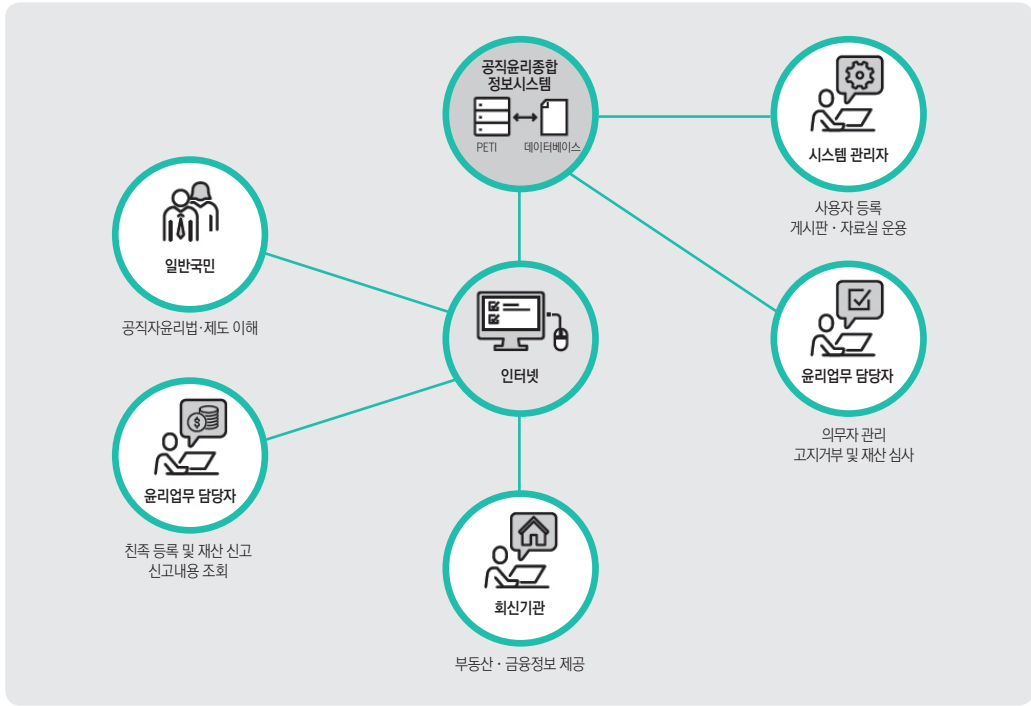 공직윤리종합
정보시스템
PETI
데이터베이스
시스템 관리자
사용자 등록
게시판 · 자료실 운용
일반국민
공직자윤리법·제도 이해
인터넷
윤리업무 담당자
의무자 관리
고지거부 및 재산 심사
윤리업무 담당자
친족 등록 및 재산 신고
신고내용 조회
회신기관
부동산 · 금융정보 제공